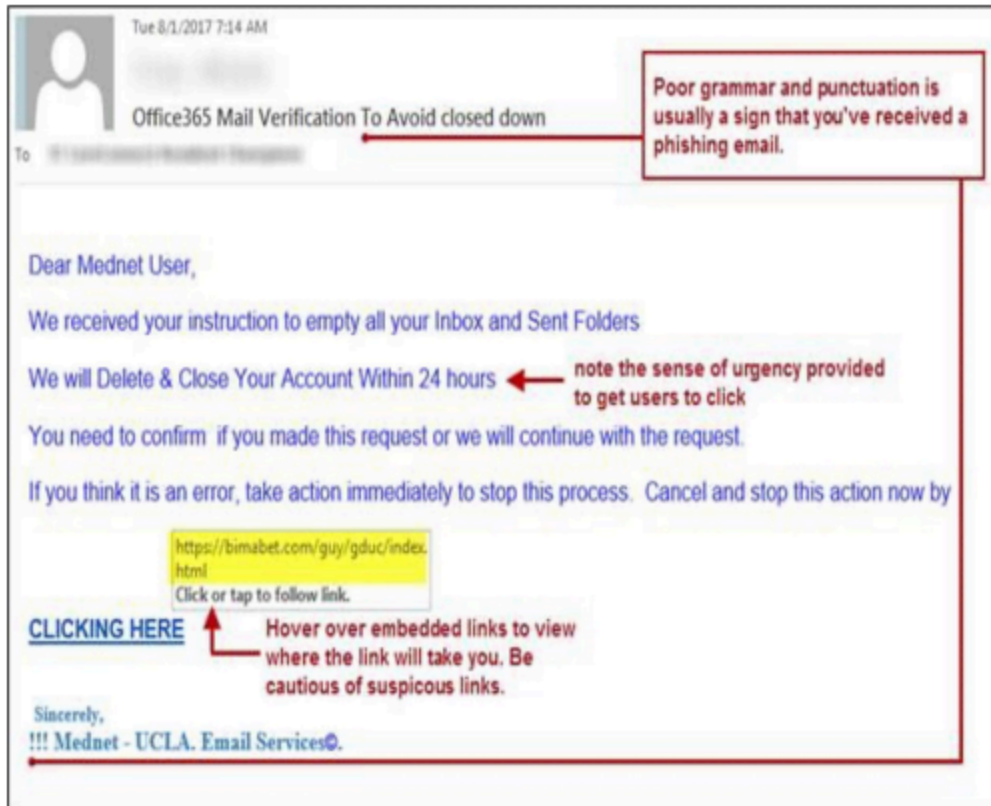 Tue 8/1/2017 7:14 AM
Office365 Mail Verification To Avoid closed down
To
Poor grammar and punctuation is
usually a sign that you've received a
phishing email.
Dear Mednet User,
We received your instruction to empty all your Inbox and Sent Folders
We will Delete & Close Your Account Within 24 hours
note the sense of urgency provided
to get users to click
You need to confirm if you made this request or we will continue with the request.
If you think it is an error, take action immediately to stop this process. Cancel and stop this action now by
https://bimabet.com/guy/gduc/index.
html
Click or tap to follow link.
CLICKING HERE
Hover over embedded links to view
where the link will take you. Be
cautious of suspicous links.
Sincerely,
!!! Mednet - UCLA. Email Services©.